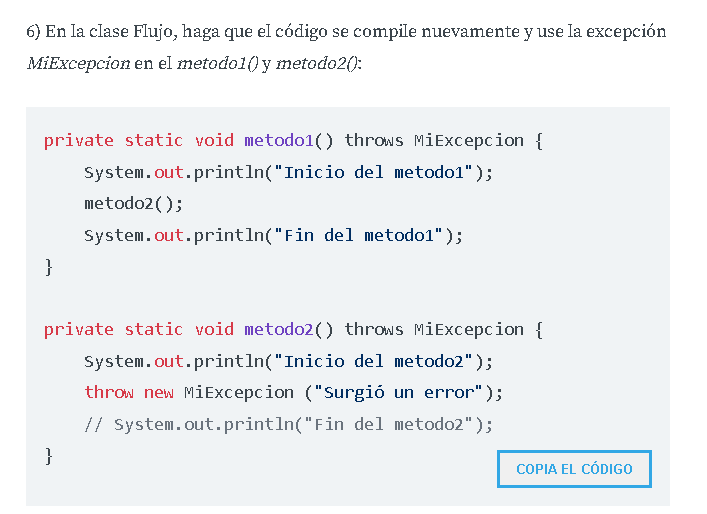 6) En la clase Flujo, haga que el código se compile nuevamente y use la excepción
MiExcepcion en el metodo1() y metodo2():
private static void metodo1() throws MiExcepcion {
    System.out.println("Inicio del metodo1");
    metodo2();
    System.out.println("Fin del metodo1");
}
private static void metodo2() throws MiExcepcion {
    System.out.println("Inicio del metodo2");
    throw new MiExcepcion ("Surgió un error");
    // System.out.println("Fin del metodo2");
}
COPIA EL CÓDIGO